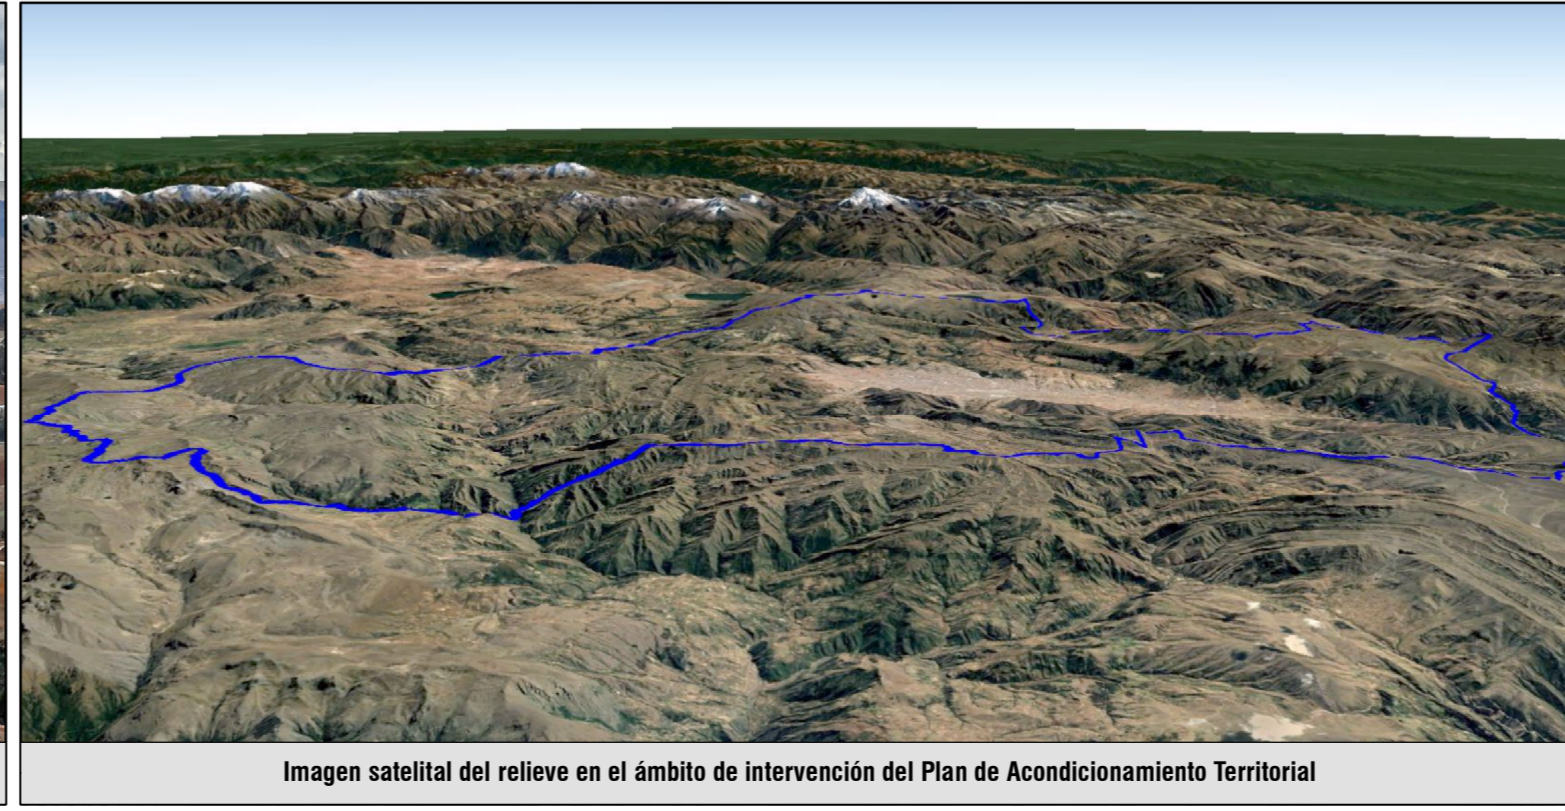 Imagen satelital del relieve en el ámbito de intervención del Plan de Acondicionamiento Territorial